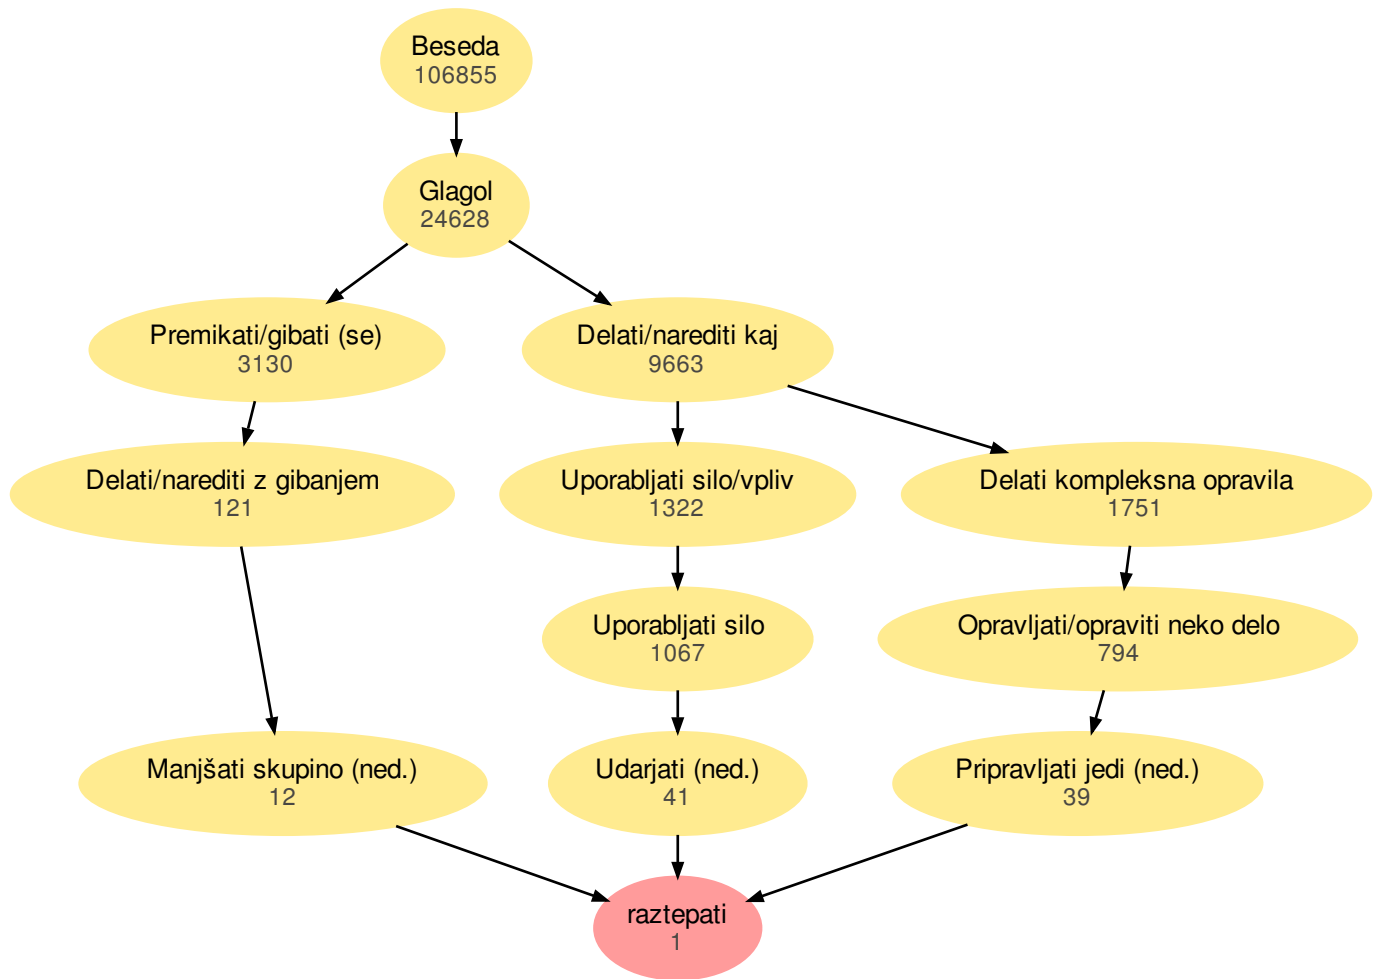 Beseda
106855
Glagol
24628
Premikati/gibati (se)
3130
Delati/narediti kaj
9663
Delati/narediti z gibanjem
121
Uporabljati silo/vpliv
1322
Delati kompleksna opravila
1751
Uporabljati silo
1067
Opravljati/opraviti neko delo
794
Manjšati skupino (ned.)
12
Udarjati (ned.)
41
Pripravljati jedi (ned.)
39
raztepati
1